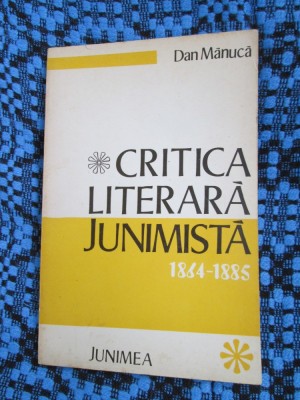 Dan Mănucă
CRITICA
LITERARĂ
JUNIMISTĂ
1864-1885
JUNIMEA